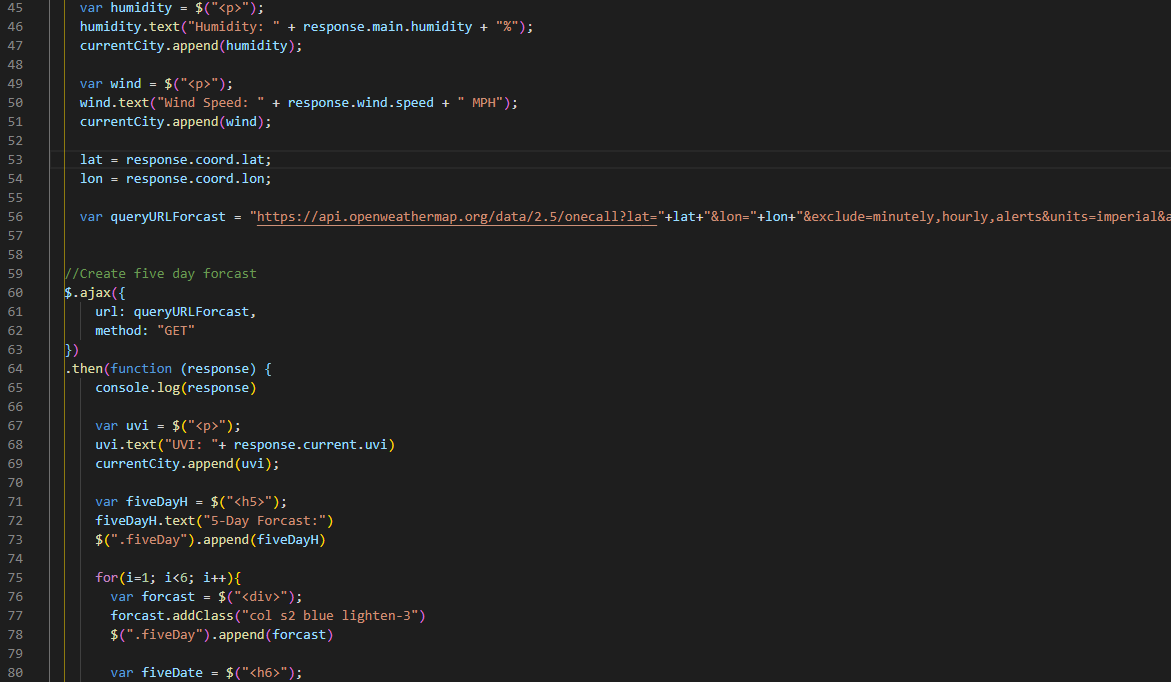 45 var humidity = $("<p>");
46 humidity.text("Humidity: " + response.main.humidity + "%");
47 currentCity.append(humidity);
48
49 var wind = $("<p>");
50 wind.text("Wind Speed: " + response.wind.speed + " MPH");
51 currentCity.append(wind);
52
53 lat = response.coord.lat;
54 lon = response.coord.lon;
55
56 var queryURLForcast = "https://api.openweathermap.org/data/2.5/onecall?lat="+lat+"&lon="+lon+"&exclude=minutely,hourly,alerts&units=imperial&a
57
58
59 //Create five day forcast
60 $.ajax({
61 url: queryURLForcast,
62 method: "GET"
63 })
64 .then(function (response) {
65 console.log(response)
66
67 var uvi = $("<p>");
68 uvi.text("UVI: "+ response.current.uvi)
69 currentCity.append(uvi);
70
71 var fiveDayH = $("<h5>");
72 fiveDayH.text("5-Day Forcast:")
73 $(".fiveDay").append(fiveDayH)
74
75 for(i=1; i<6; i++){
76 var forcast = $("<div>");
77 forcast.addClass("col s2 blue lighten-3")
78 $(".fiveDay").append(forcast)
79
80 var fiveDate = $("<h6>");